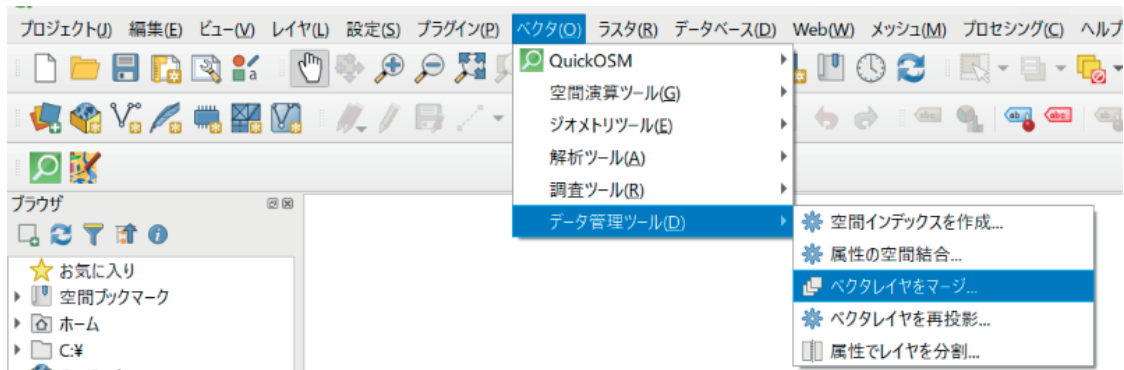 プロジェクト(J) 編集(E) ビュー(V) レイヤ(L) 設定(S) プラグイン(P) ベクタ(O) ラスタ(R) データベース(D) Web(W) メッシュ(M) プロセシング(C) ヘルプ
QuickOSM
空間演算ツール(G)
ジオメトリツール(E)
解析ツール(A)
調査ツール(R)
データ管理ツール(D)
空間インデックスを作成...
属性の空間結合...
ベクタレイヤをマージ...
ベクタレイヤを再投影...
属性でレイヤを分割...
ブラウザ
お気に入り
空間ブックマーク
ホーム
C:¥